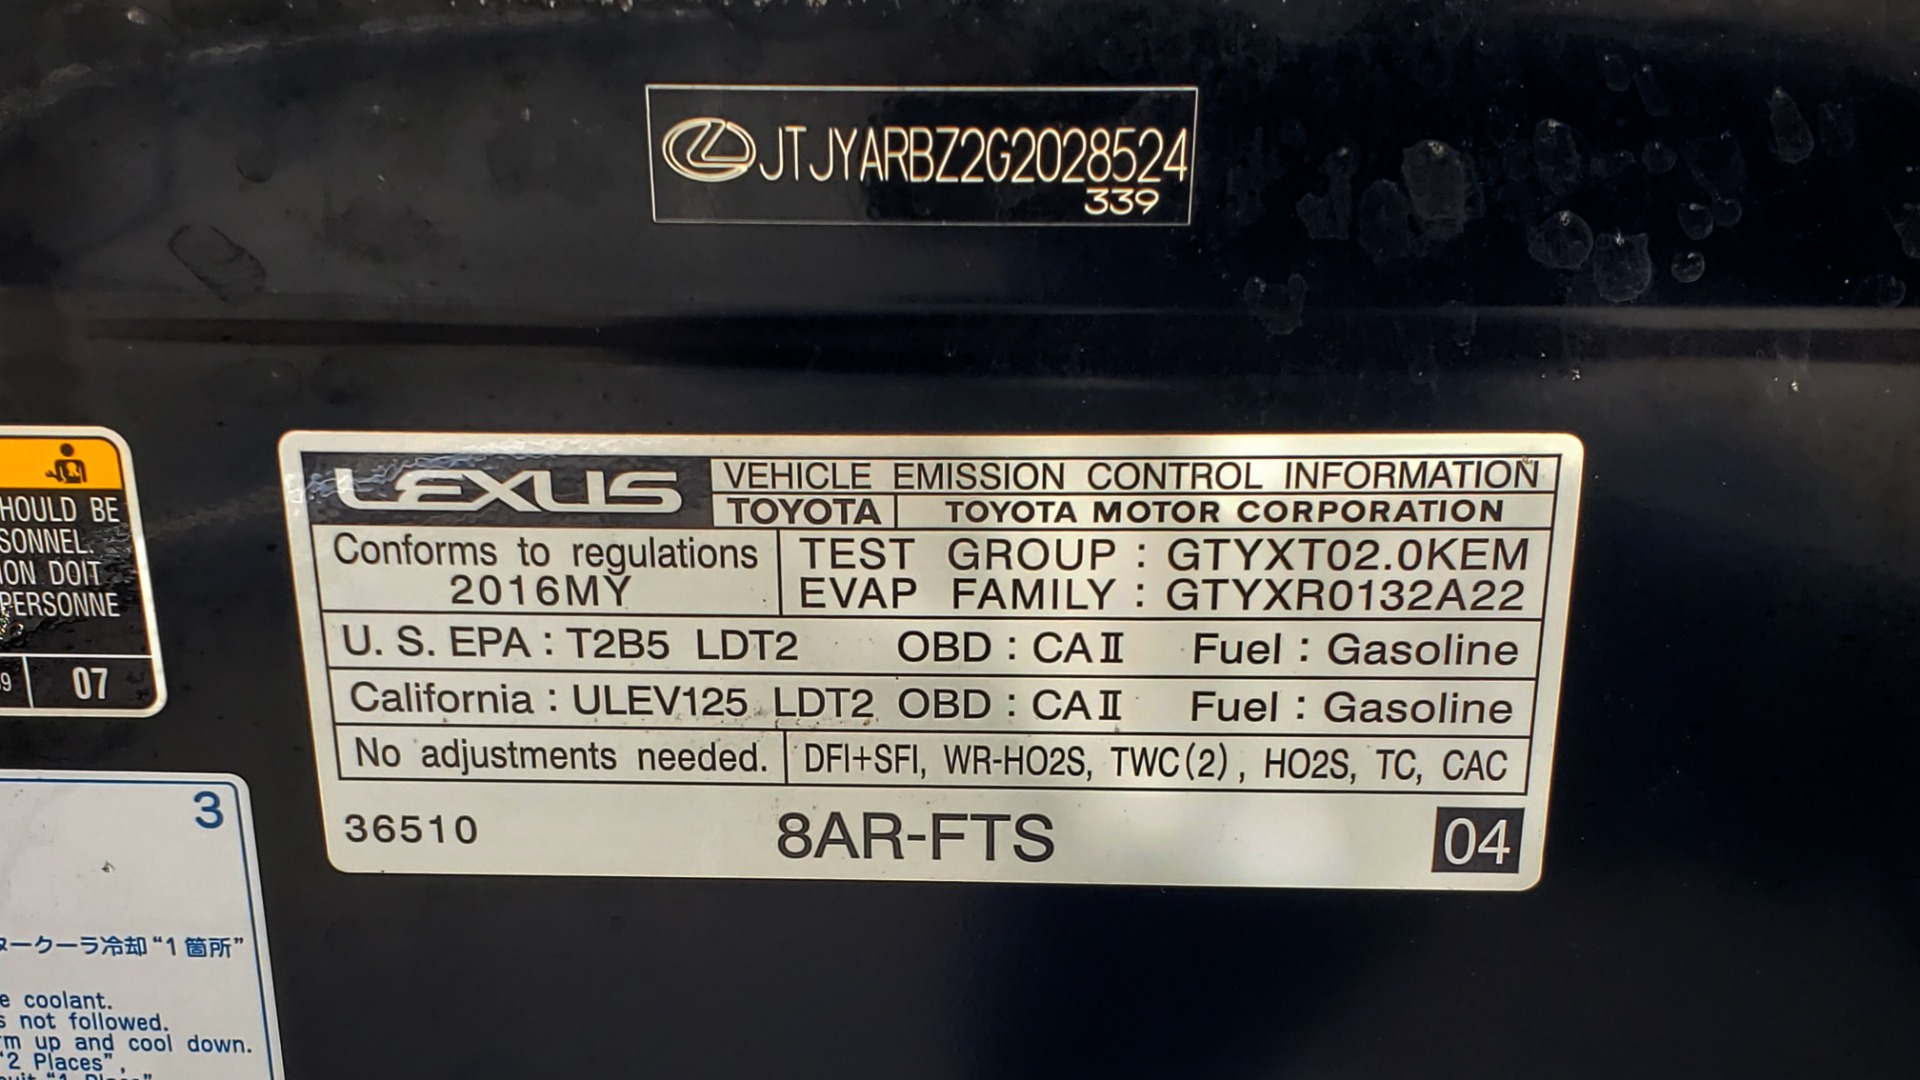 JTJYARBZ2G2028524
339
LEXUS
VEHICLE EMISSION CONTROL INFORMATION
TOYOTA TOYOTA MOTOR CORPORATION
Conforms to regulations
2016MY
TEST GROUP : GTYXT02.0KEM
EVAP FAMILY : GTYXR0132A22
U. S. EPA : T2B5 LDT2 OBD : CAⅡ Fuel : Gasoline
California : ULEV125 LDT2 OBD : CAⅡ Fuel : Gasoline
No adjustments needed. DFI+SFI, WR-HO2S, TWC(2), HO2S, TC, CAC
36510 8AR-FTS 04
HOULD BE
SONNEL.
ION DOIT
PERSONNE
9 07
3
タークーラ冷却“1箇所”
e coolant.
s not followed.
rm up and cool down.
“2 Places”,